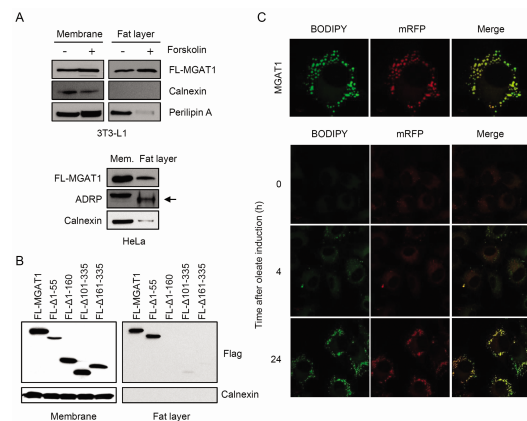 A
Membrane Fat layer
- + - + Forskolin
FL-MGAT1
Calnexin
Perilipin A
3T3-L1
Mem. Fat layer
FL-MGAT1
ADRP
Calnexin
HeLa
B
FL-MGAT1
FL-Δ1-55
FL-Δ1-160
FL-Δ101-335
FL-Δ161-335
FL-MGAT1
FL-Δ1-55
FL-Δ1-160
FL-Δ101-335
FL-Δ161-335
Flag
Calnexin
Membrane Fat layer
C
BODIPY mRFP Merge
MGAT1
BODIPY mRFP Merge
Time after oleate induction (h)
0
4
24